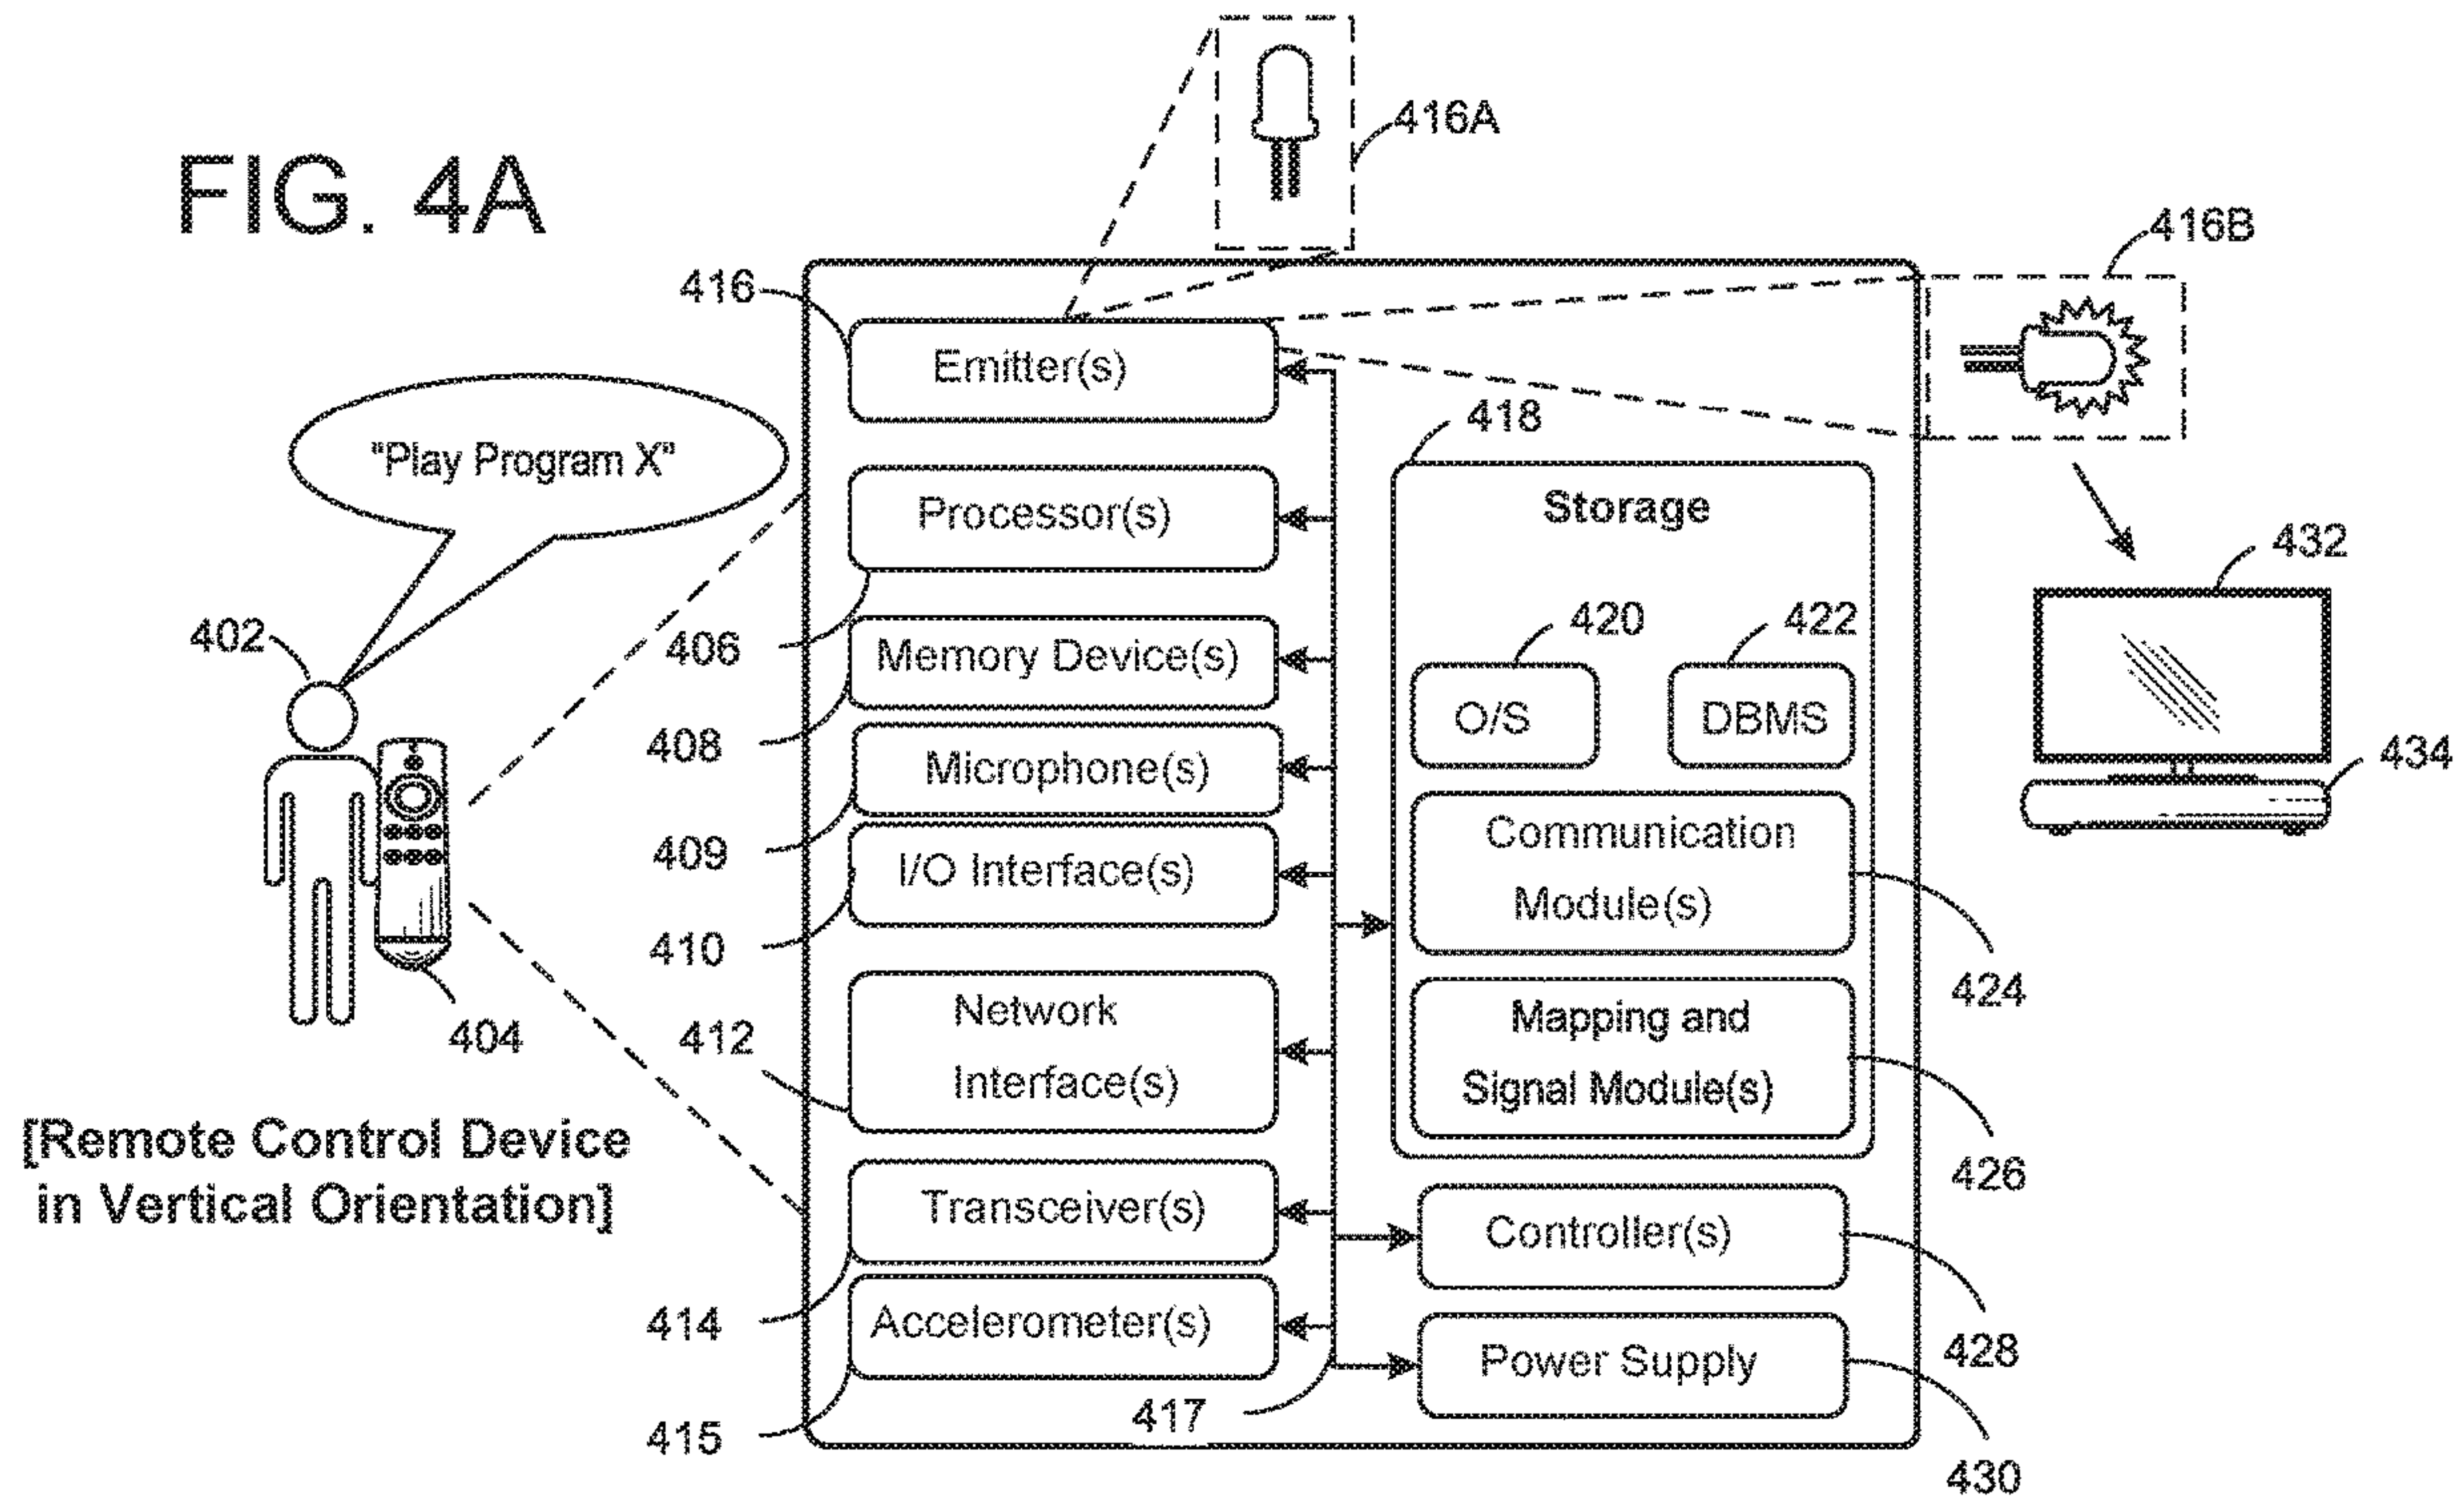 FIG. 4A
416A
416B
416
Emitter(s)
"Play Program X"
418
Storage
Processor(s)
432
402
406
420
422
Memory Device(s)
O/S
DBMS
408
Microphone(s)
434
409
Communication
Module(s)
I/O Interface(s)
410
424
404
412
Network
Interface(s)
Mapping and
Signal Module(s)
[Remote Control Device
in Vertical Orientation]
426
Transceiver(s)
Controller(s)
414
Accelerometer(s)
428
Power Supply
415
417
430